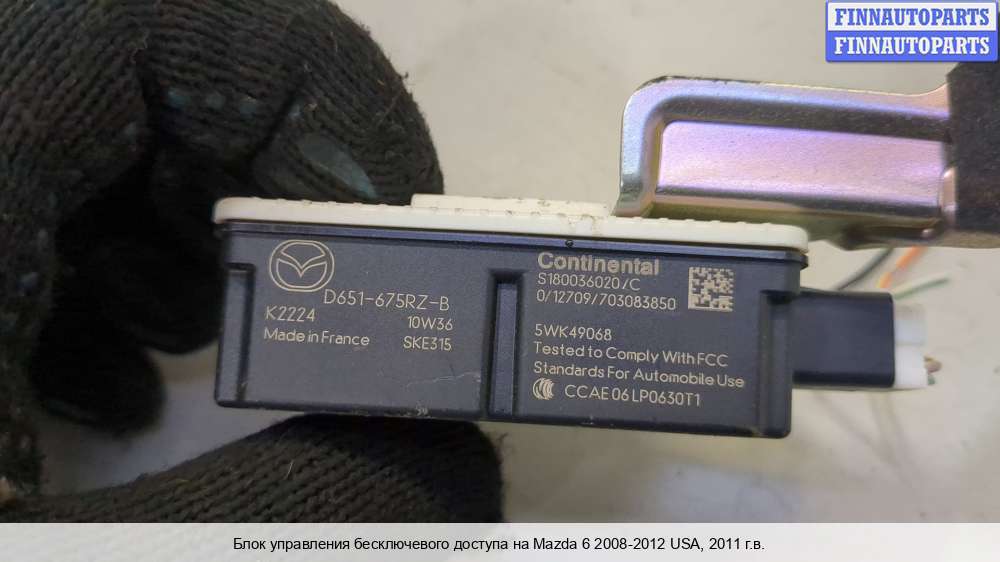 FINNAUTOPARTS
FINNAUTOPARTS
D651-675RZ-B
K2224 10W36
Made in France SKE315
Continental
S180036020/C
0/12709/703083850
5WK49068
Tested to Comply With FCC
Standards For Automobile Use
CCAE06LP0630T1
Блок управления бесключевого доступа на Mazda 6 2008-2012 USA, 2011 г.в.